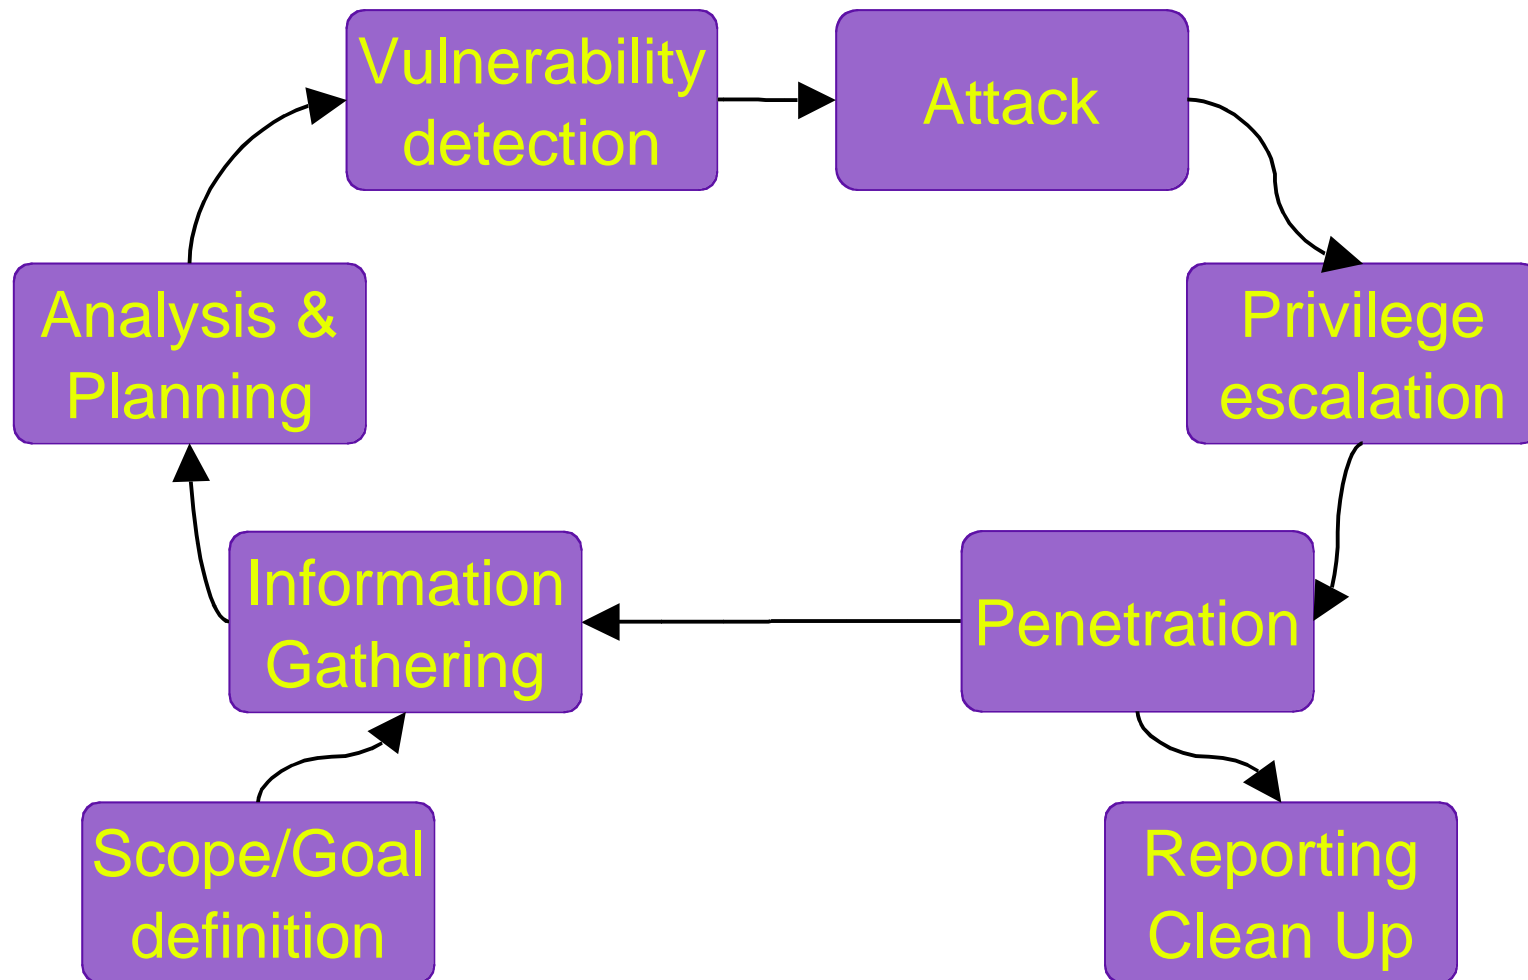 Vulnerability
detection
Attack
Analysis &
Planning
Privilege
escalation
Information
Gathering
Penetration
Scope/Goal
definition
Reporting
Clean Up